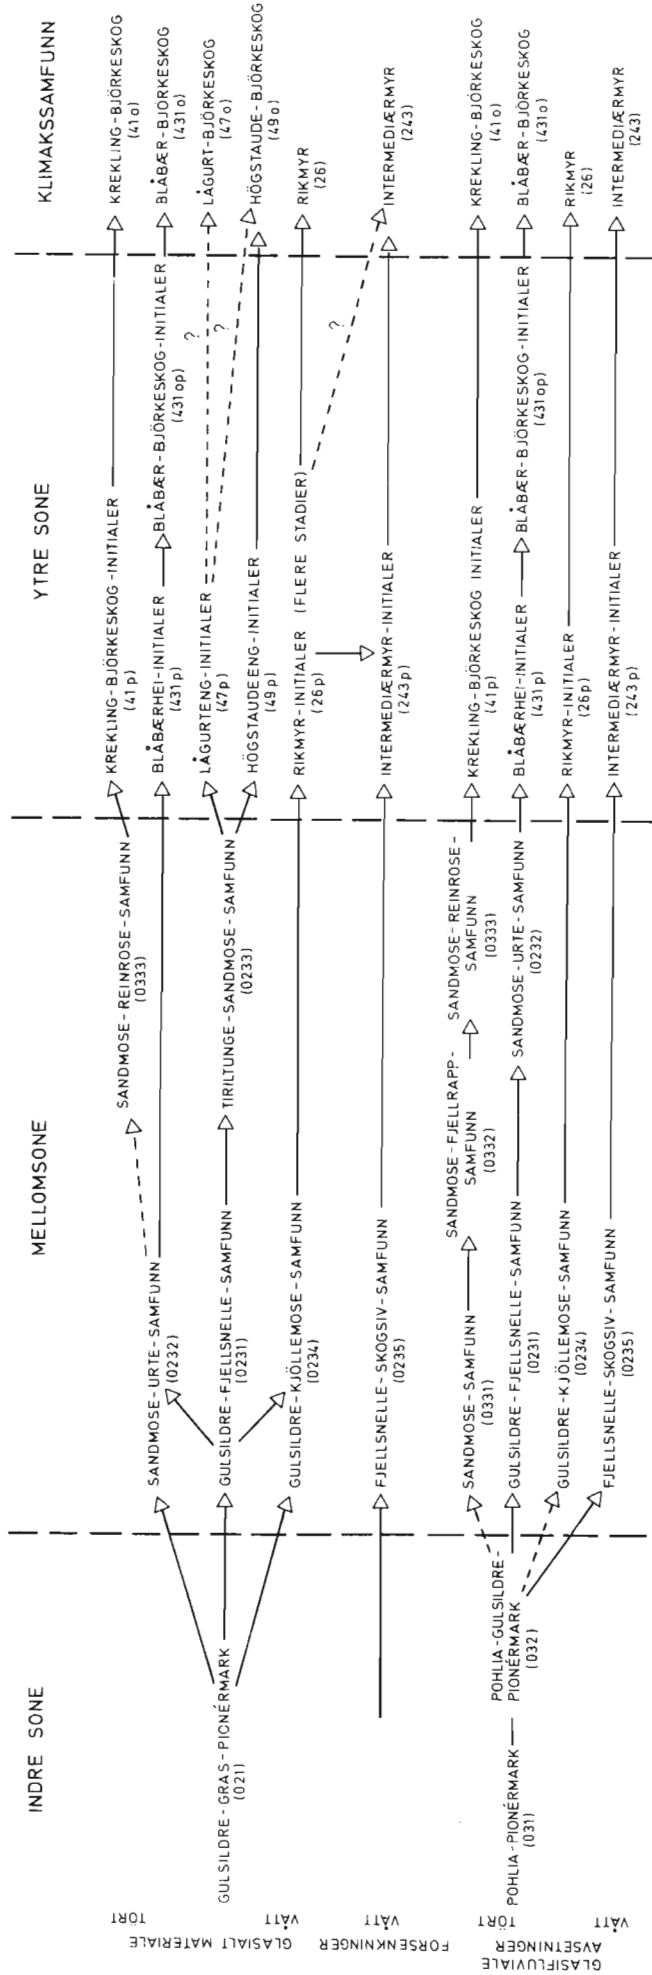 INDRE SONE
MELLOMSONE
YTRE SONE
KLIMAKSSAMFUNN
TÖRT
GLASIALT MATERIALE
VÅTT
GULSILDRE-GRAS-PIONÉRMARK
(021)
SANDMOSE-URTE-SAMFUNN
(0232)
SANDMOSE-REINROSE-SAMFUNN
(0333)
KREKLING-BJÖRKESKOG-INITIALER
(41p)
KREKLING-BJÖRKESKOG
(41o)
BLÅBÆRHEI-INITIALER
(431p)
BLÅBÆR-BJÖRKESKOG-INITIALER
(431op)
BLÅBÆR-BJÖRKESKOG
(431o)
GULSILDRE-FJELLSNELLE-SAMFUNN
(0231)
TIRILTUNGE-SANDMOSE-SAMFUNN
(0233)
LÅGURTENG-INITIALER
(47p)
?
LÅGURT-BJÖRKESKOG
(47o)
HÖGSTAUDEENG-INITIALER
(49p)
?
HÖGSTAUDE-BJÖRKESKOG
(49o)
GULSILDRE-KJÖLLEMOSE-SAMFUNN
(0234)
RIKMYR-INITIALER (FLERE STADIER)
(26p)
RIKMYR
(26)
?
FORSENKNINGER
VÅTT
FJELLSNELLE-SKOGSIV-SAMFUNN
(0235)
INTERMEDIÆRMYR-INITIALER
(243p)
INTERMEDIÆRMYR
(243)
GLASIFLUVIALE
AVSETNINGER
TÖRT
VÅTT
POHLIA-PIONÉRMARK
(031)
POHLIA-GULSILDRE-
PIONÉRMARK
(032)
SANDMOSE-SAMFUNN
(0331)
SANDMOSE-FJELLRAPP-
SAMFUNN
(0332)
SANDMOSE-REINROSE-
SAMFUNN
(0333)
KREKLING-BJÖRKESKOG INITIALER
(41p)
KREKLING-BJÖRKESKOG
(41o)
GULSILDRE-FJELLSNELLE-SAMFUNN
(0231)
SANDMOSE-URTE-SAMFUNN
(0232)
BLÅBÆRHEI-INITIALER
(431p)
BLÅBÆR-BJÖRKESKOG-INITIALER
(431op)
BLÅBÆR-BJÖRKESKOG
(431o)
GULSILDRE-KJÖLLEMOSE-SAMFUNN
(0234)
RIKMYR-INITIALER
(26p)
RIKMYR
(26)
FJELLSNELLE-SKOGSIV-SAMFUNN
(0235)
INTERMEDIÆRMYR-INITIALER
(243p)
INTERMEDIÆRMYR
(243)